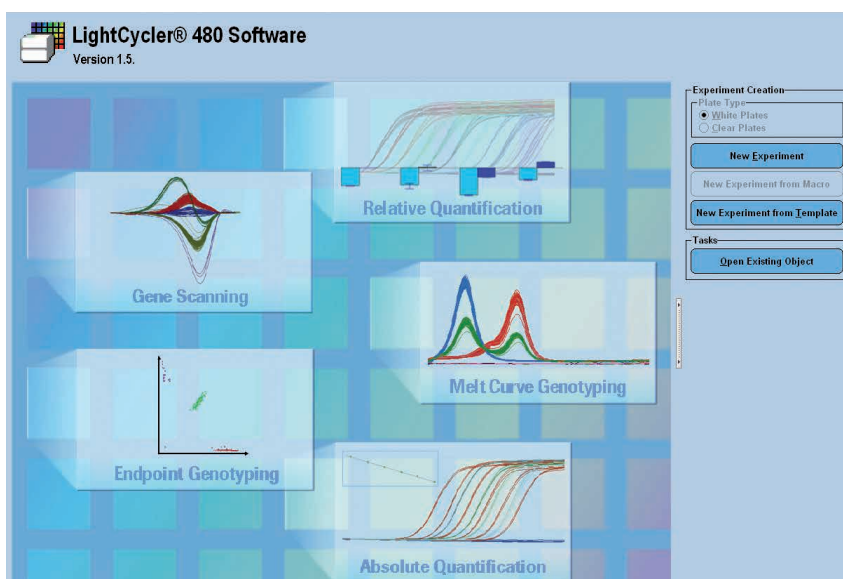 LightCycler® 480 Software
Version 1.5.
Relative Quantification
Gene Scanning
Melt Curve Genotyping
Endpoint Genotyping
Absolute Quantification
Experiment Creation
Plate Type
White Plates
Clear Plates
New Experiment
New Experiment from Macro
New Experiment from Template
Tasks
Open Existing Object